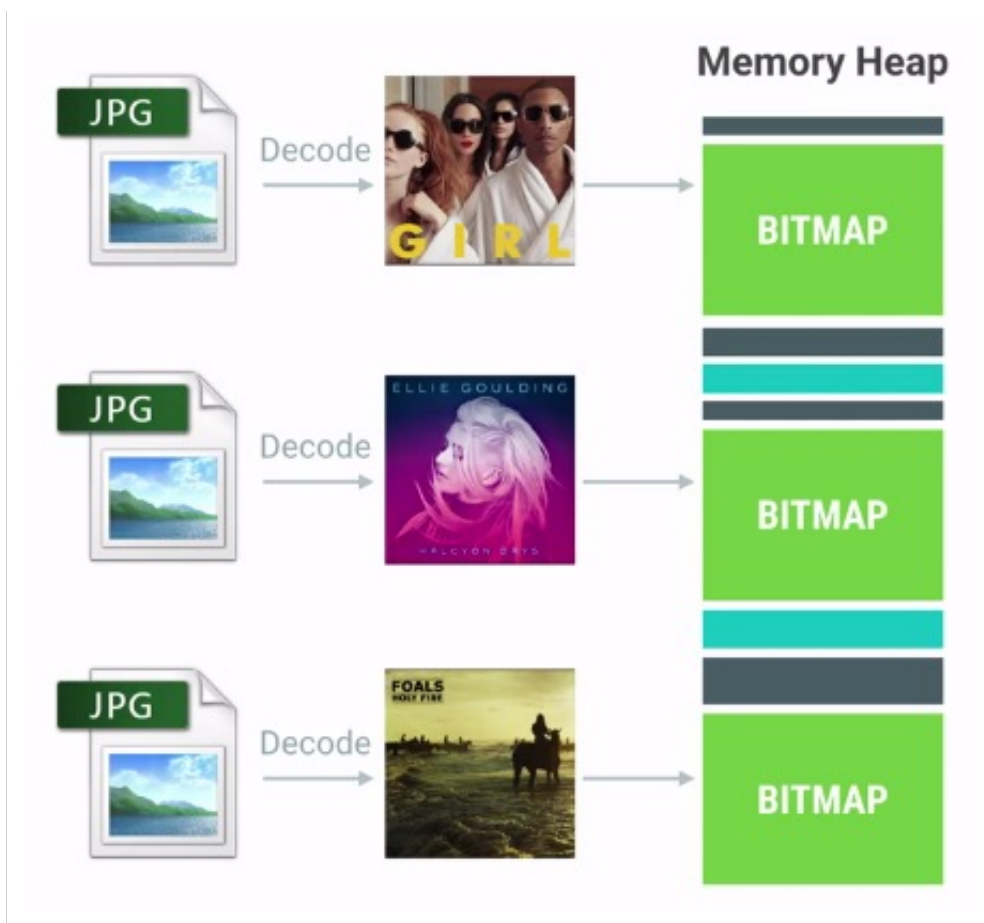 Memory Heap
JPG
Decode
GIRL
BITMAP
JPG
Decode
ELLIE GOULDING
HALCYON DAYS
BITMAP
JPG
Decode
FOALS
HOLY FIRE
BITMAP